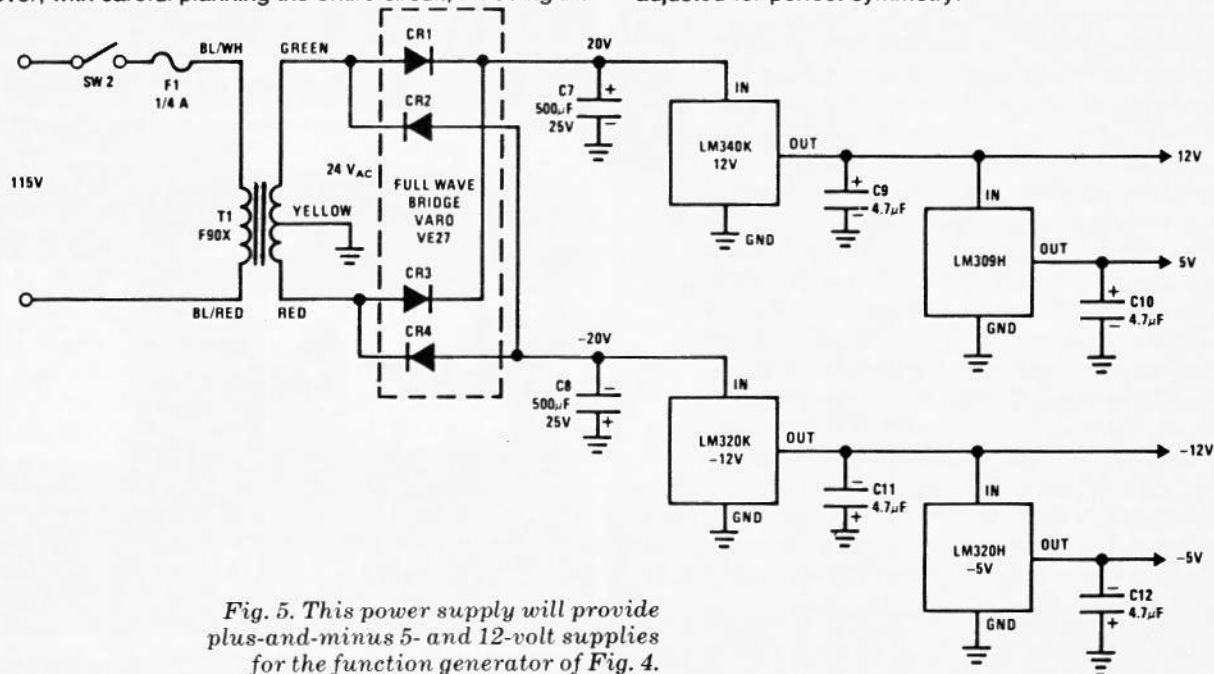 adjusted for perfect symmetry.
BL/WH
GREEN
CR1
20V
SW 2
F1
1/4 A
CR2
C7
+
500µF
−
25V
IN
LM340K
12V
OUT
12V
115V
24 VAC
FULL WAVE
BRIDGE
VARO
VE27
T1
F90X
YELLOW
+
C9
4.7µF
−
IN
GND
LM309H
OUT
5V
CR3
BL/RED
RED
+
C10
4.7µF
−
GND
CR4
−20V
C8
−
500µF
25V
+
IN
LM320K
−12V
OUT
−12V
−
C11
4.7µF
+
IN
GND
LM320H
−5V
OUT
−5V
−
C12
4.7µF
+
GND
Fig. 5. This power supply will provide
plus-and-minus 5- and 12-volt supplies
for the function generator of Fig. 4.